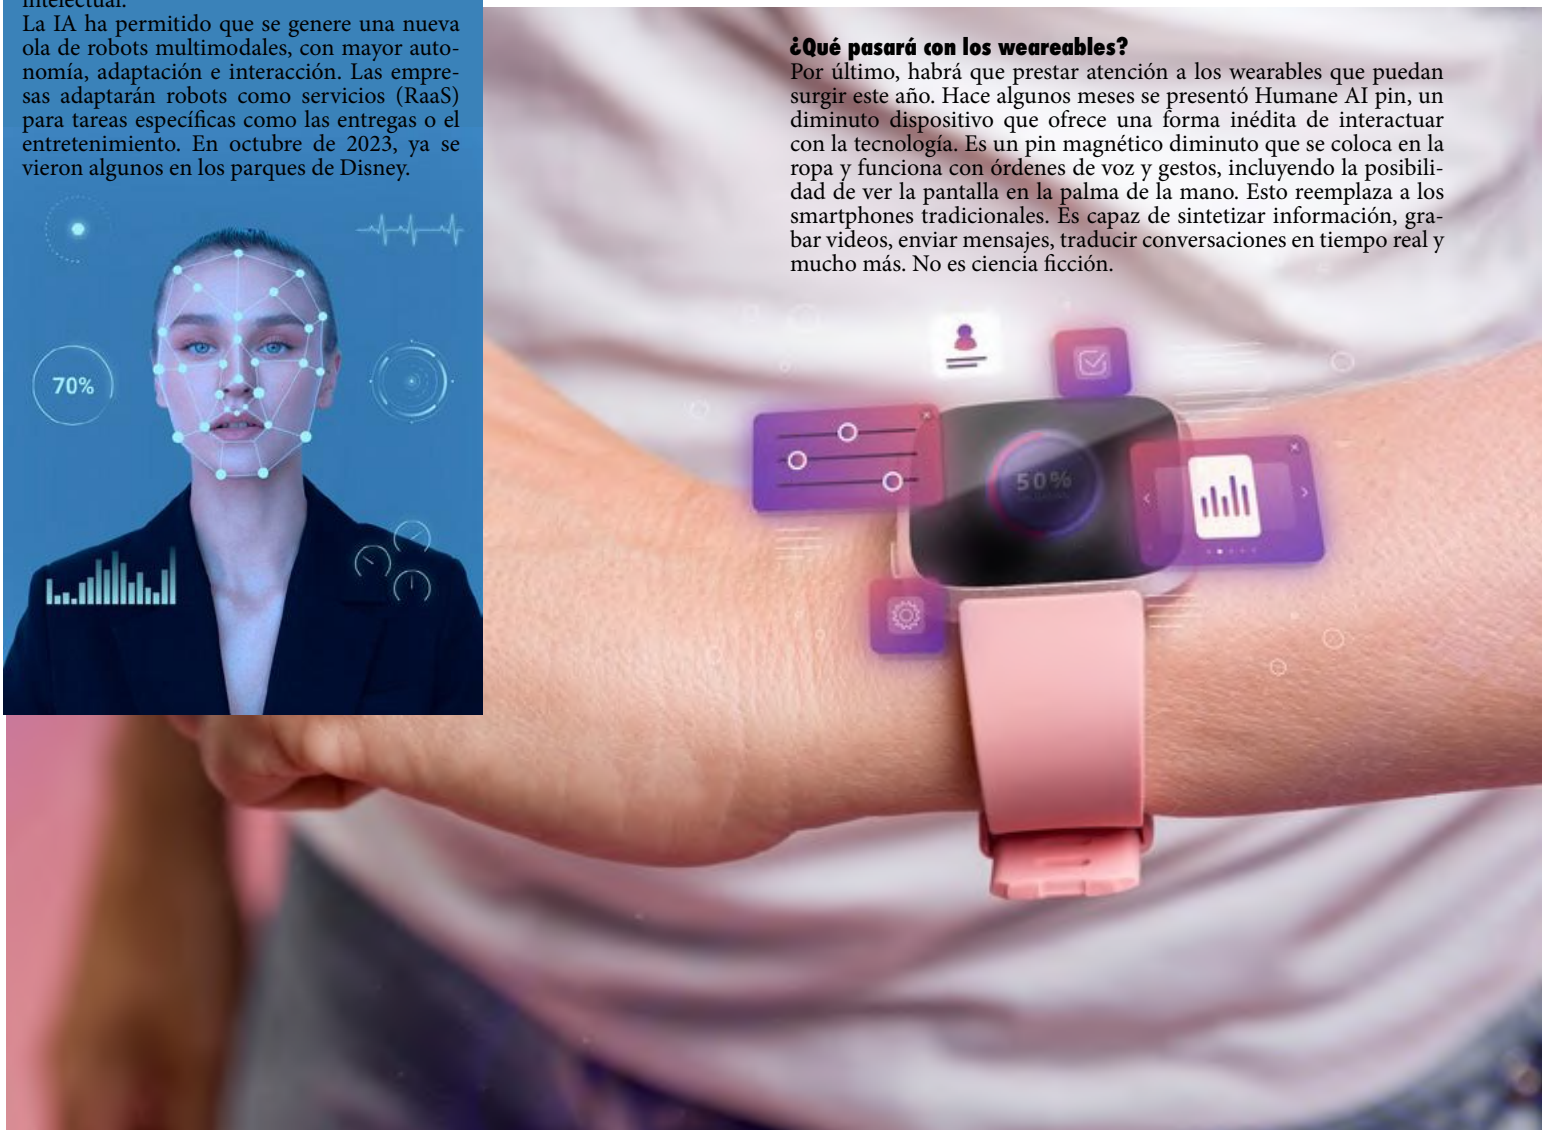 intelectual.
La IA ha permitido que se genere una nueva
ola de robots multimodales, con mayor auto-
nomía, adaptación e interacción. Las empre-
sas adaptarán robots como servicios (RaaS)
para tareas específicas como las entregas o el
entretenimiento. En octubre de 2023, ya se
vieron algunos en los parques de Disney.
70%
¿Qué pasará con los weareables?
Por último, habrá que prestar atención a los wearables que puedan
surgir este año. Hace algunos meses se presentó Humane AI pin, un
diminuto dispositivo que ofrece una forma inédita de interactuar
con la tecnología. Es un pin magnético diminuto que se coloca en la
ropa y funciona con órdenes de voz y gestos, incluyendo la posibili-
dad de ver la pantalla en la palma de la mano. Esto reemplaza a los
smartphones tradicionales. Es capaz de sintetizar información, gra-
bar videos, enviar mensajes, traducir conversaciones en tiempo real y
mucho más. No es ciencia ficción.
50%